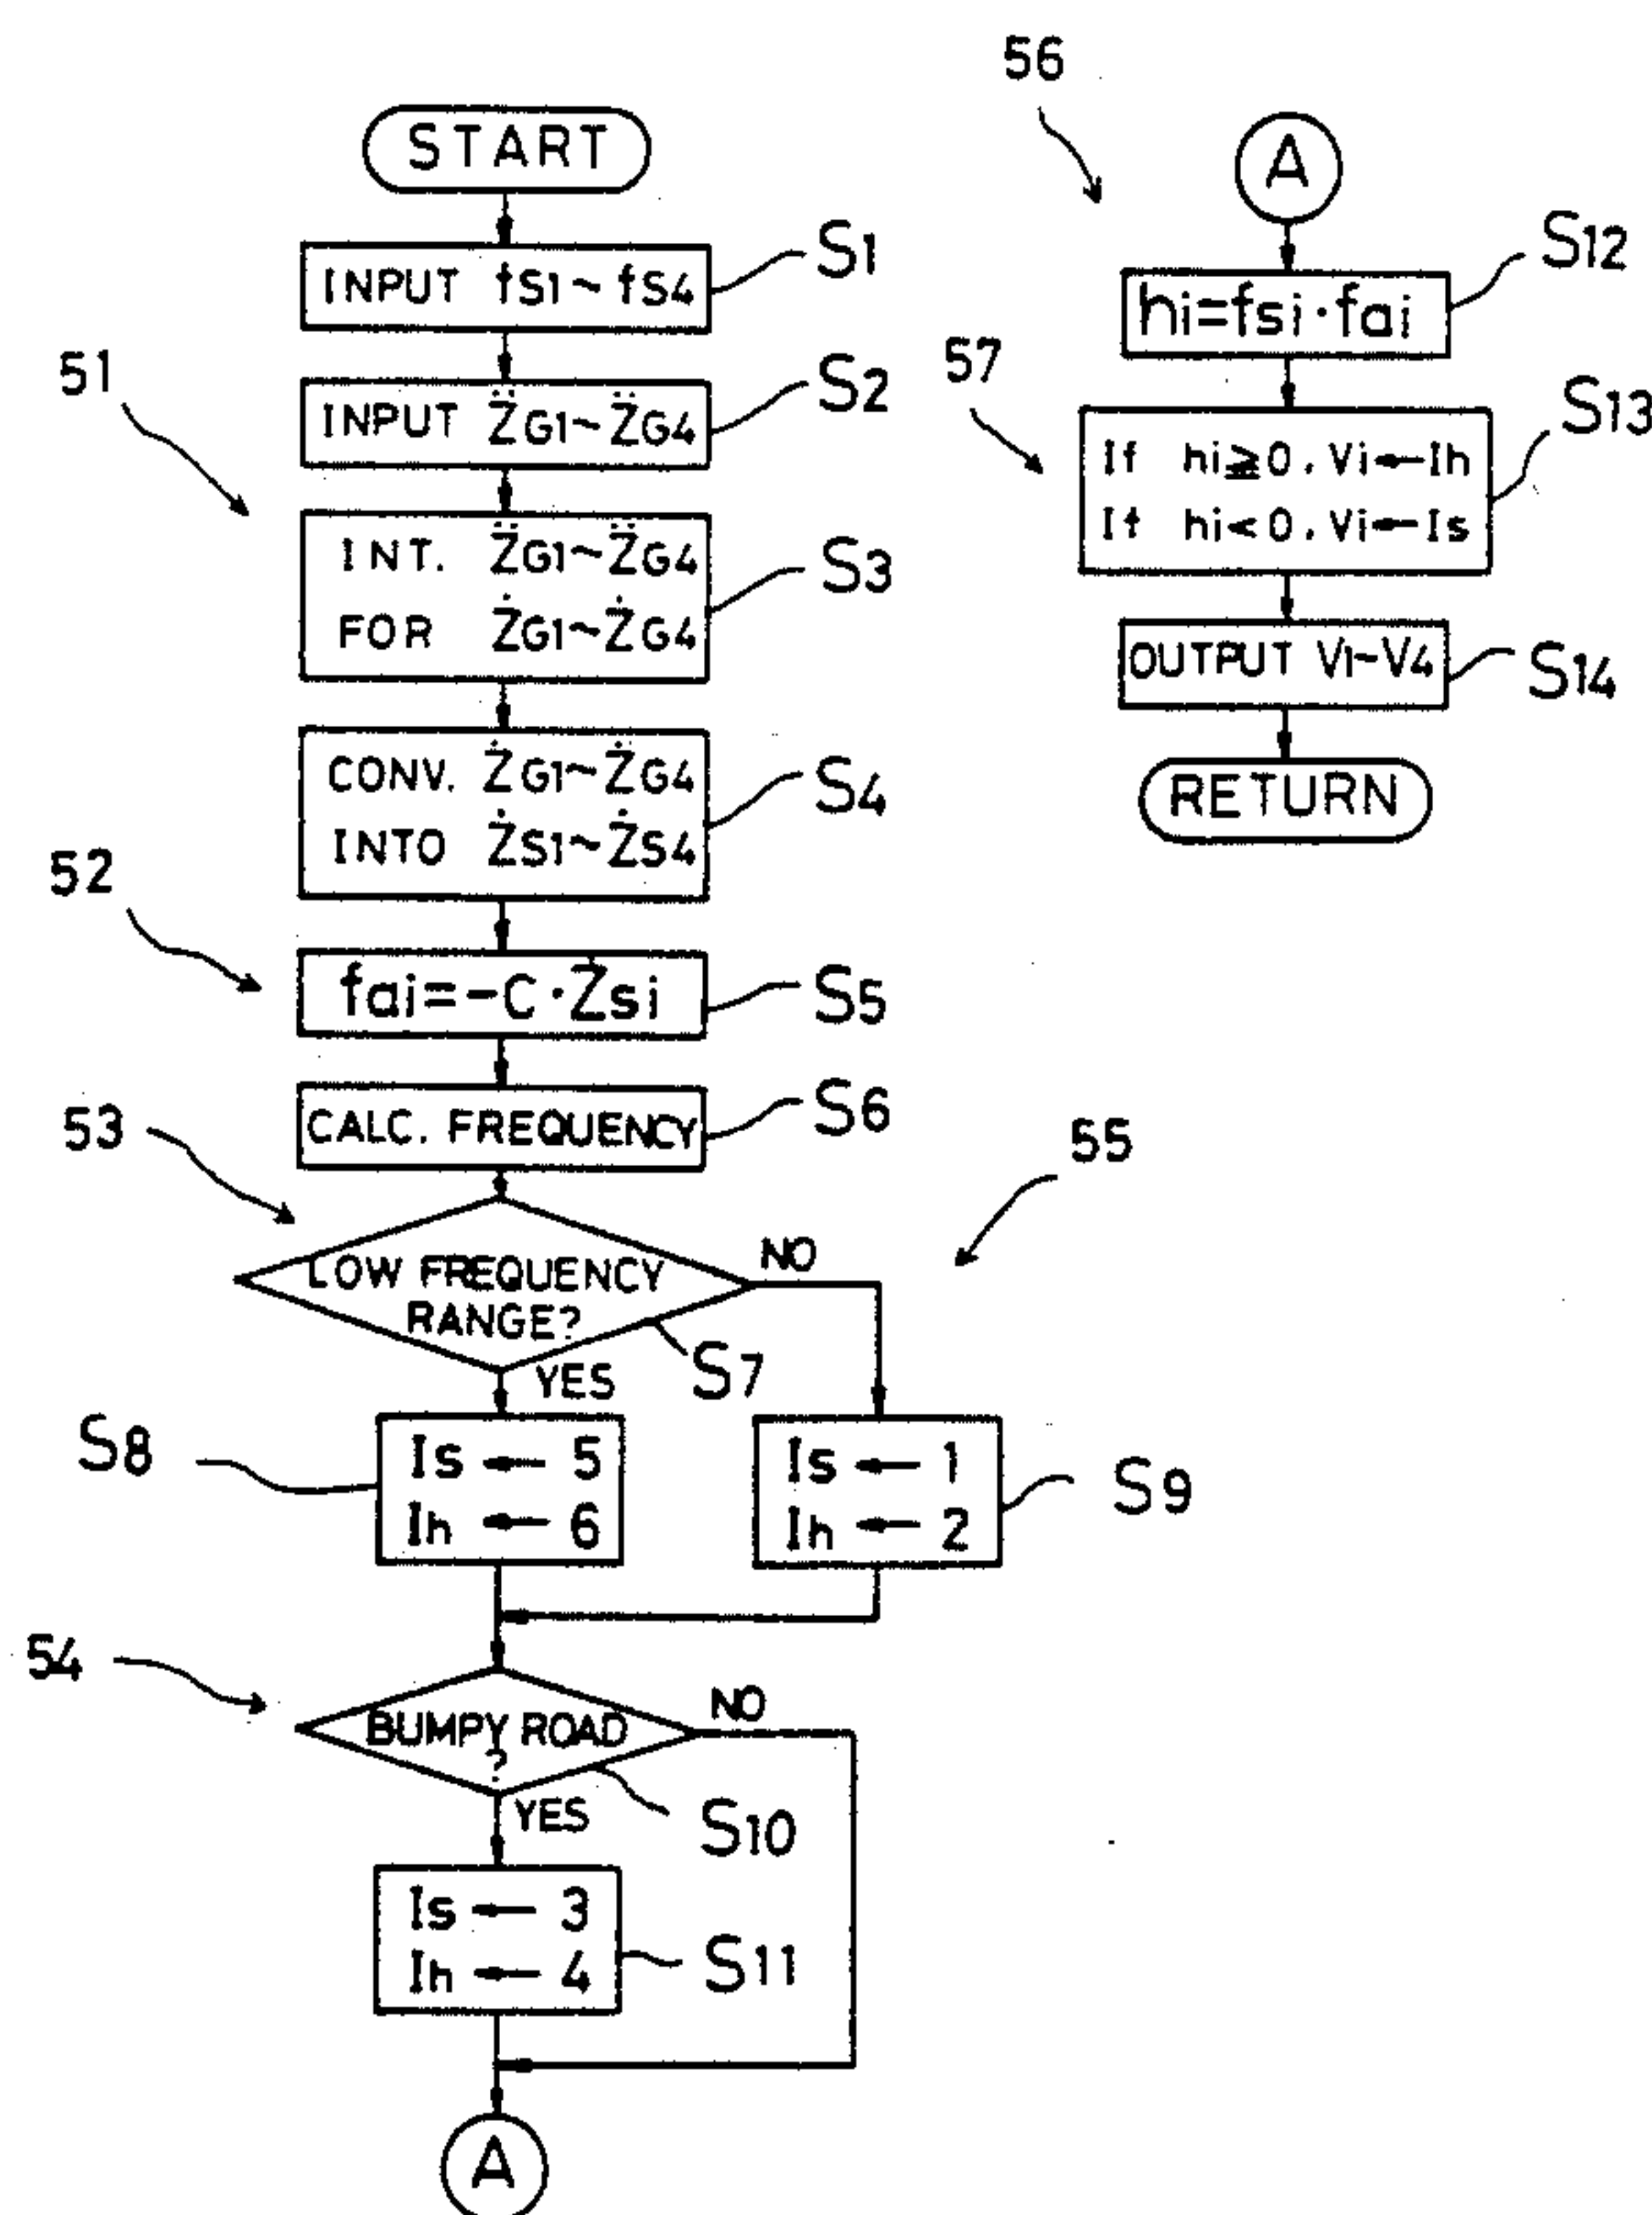 START
INPUT fS1~fS4
S1
51
INPUT Z̈G1~Z̈G4
S2
INT. Z̈G1~Z̈G4
FOR ŻG1~ŻG4
S3
CONV. ŻG1~ŻG4
INTO ŻS1~ŻS4
S4
52
fai=-C·Żsi
S5
CALC. FREQUENCY
S6
53
55
LOW FREQUENCY
RANGE?
NO
YES
S7
S8
Is ← 5
Ih ← 6
Is ← 1
Ih ← 2
S9
54
BUMPY ROAD
?
NO
YES
S10
Is ← 3
Ih ← 4
S11
A
56
A
hi=fsi·fai
S12
57
If hi≧0, Vi←Ih
If hi<0, Vi←Is
S13
OUTPUT V1~V4
S14
RETURN